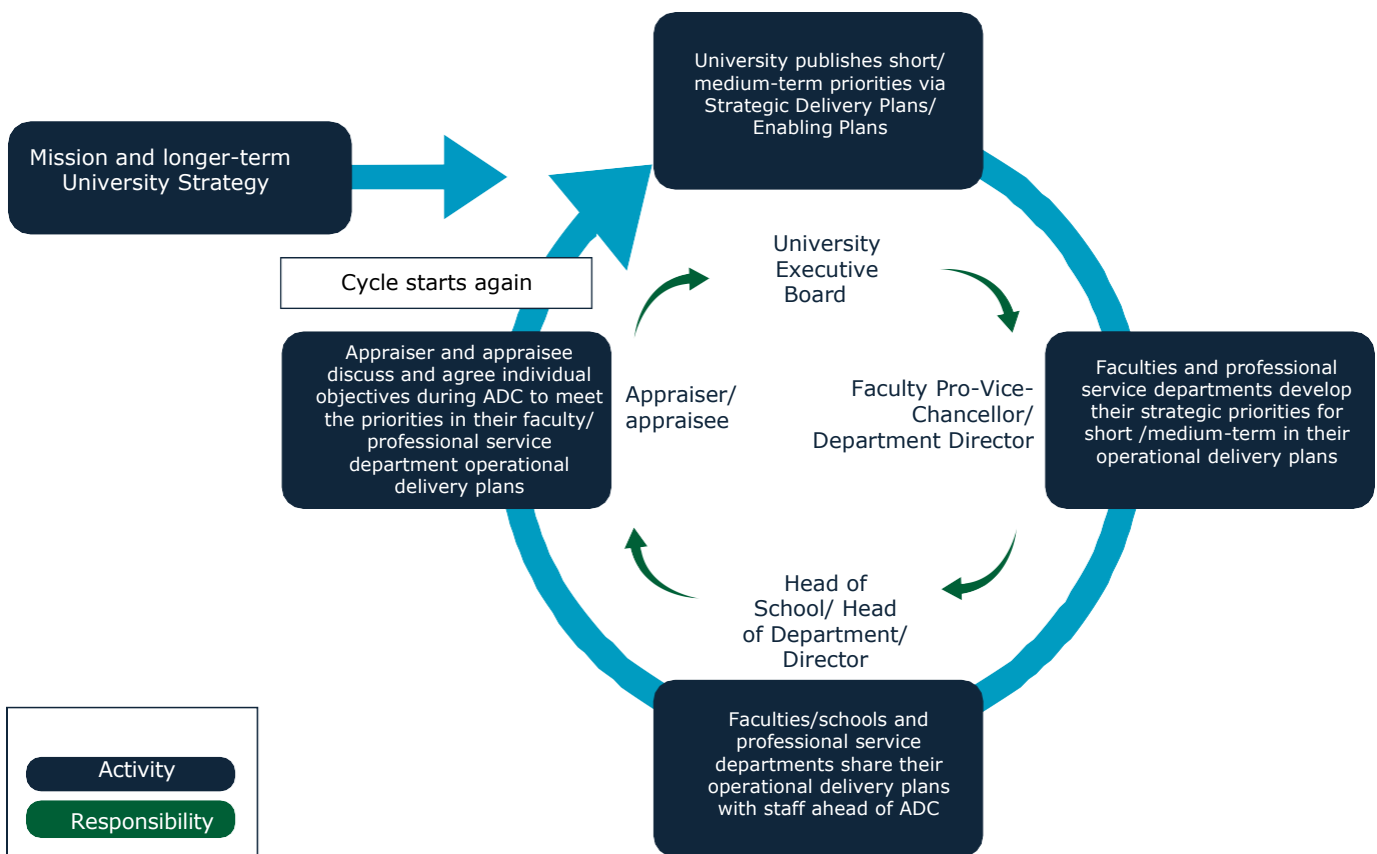 University publishes short/
medium-term priorities via
Strategic Delivery Plans/
Enabling Plans
Mission and longer-term
University Strategy
University
Executive
Board
Cycle starts again
Appraiser and appraisee
discuss and agree individual
objectives during ADC to meet
the priorities in their faculty/
professional service
department operational
delivery plans
Appraiser/
appraisee
Faculty Pro-Vice-
Chancellor/
Department Director
Faculties and professional
service departments develop
their strategic priorities for
short /medium-term in their
operational delivery plans
Head of
School/ Head
of Department/
Director
Faculties/schools and
professional service
departments share their
operational delivery plans
with staff ahead of ADC
Activity
Responsibility